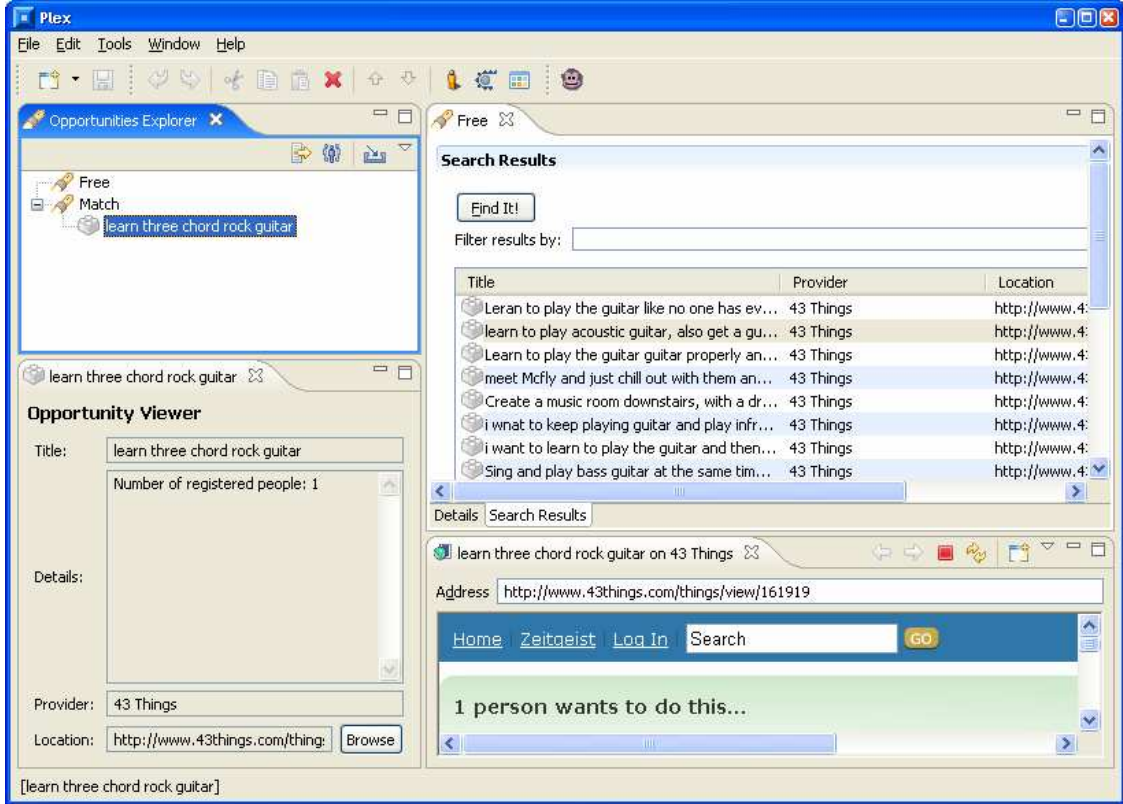 Plex
File Edit Tools Window Help
Opportunities Explorer
Free
Match
learn three chord rock guitar
learn three chord rock guitar
Opportunity Viewer
Title: learn three chord rock guitar
Details: Number of registered people: 1
Provider: 43 Things
Location: http://www.43things.com/thing: Browse
Free
Search Results
Find It!
Filter results by:
Title Provider Location
Leran to play the guitar like no one has ev... 43 Things http://www.43
learn to play acoustic guitar, also get a gu... 43 Things http://www.43
Learn to play the guitar guitar properly an... 43 Things http://www.43
meet Mcfly and just chill out with them an... 43 Things http://www.43
Create a music room downstairs, with a dr... 43 Things http://www.43
i wnat to keep playing guitar and play infr... 43 Things http://www.43
i want to learn to play the guitar and then... 43 Things http://www.43
Sing and play bass guitar at the same tim... 43 Things http://www.43
Details Search Results
learn three chord rock guitar on 43 Things
Address http://www.43things.com/things/view/161919
Home Zeitgeist Log In Search GO
1 person wants to do this...
[learn three chord rock guitar]